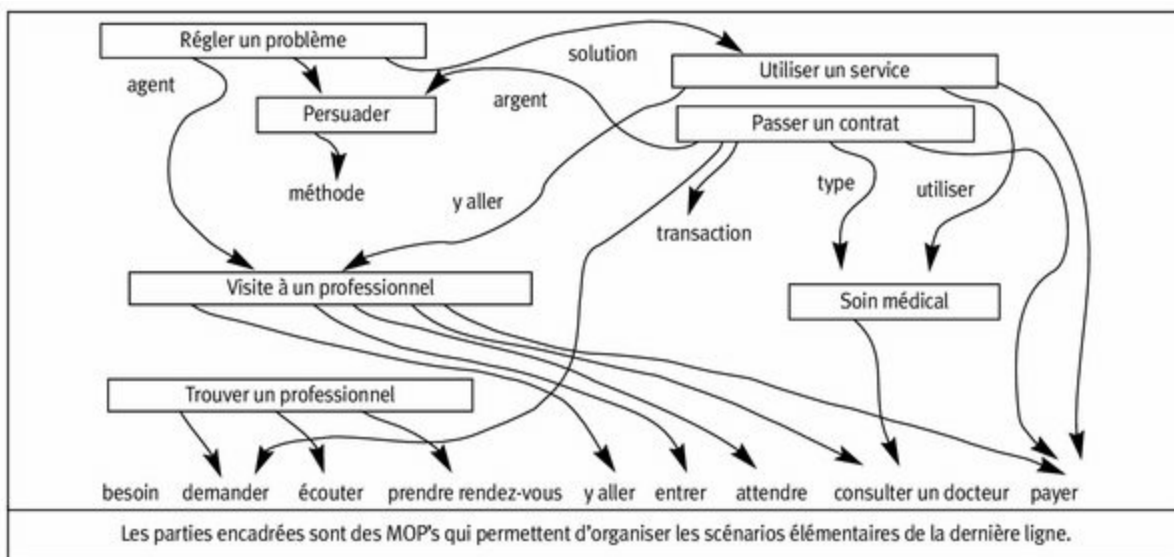 Régler un problème
solution
Utiliser un service
agent
argent
Persuader
Passer un contrat
méthode
type
utiliser
y aller
transaction
Visite à un professionnel
Soin médical
Trouver un professionnel
besoin demander écouter prendre rendez-vous y aller entrer attendre consulter un docteur payer
Les parties encadrées sont des MOP's qui permettent d'organiser les scénarios élémentaires de la dernière ligne.